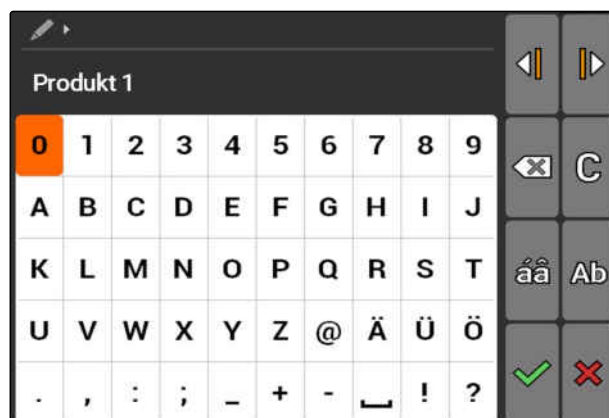 Produkt 1
0 1 2 3 4 5 6 7 8 9
A B C D E F G H I J
K L M N O P Q R S T
U V W X Y Z @ Ä Ü Ö
. , : ; _ + - ⎵ ! ?
C
áâ Ab